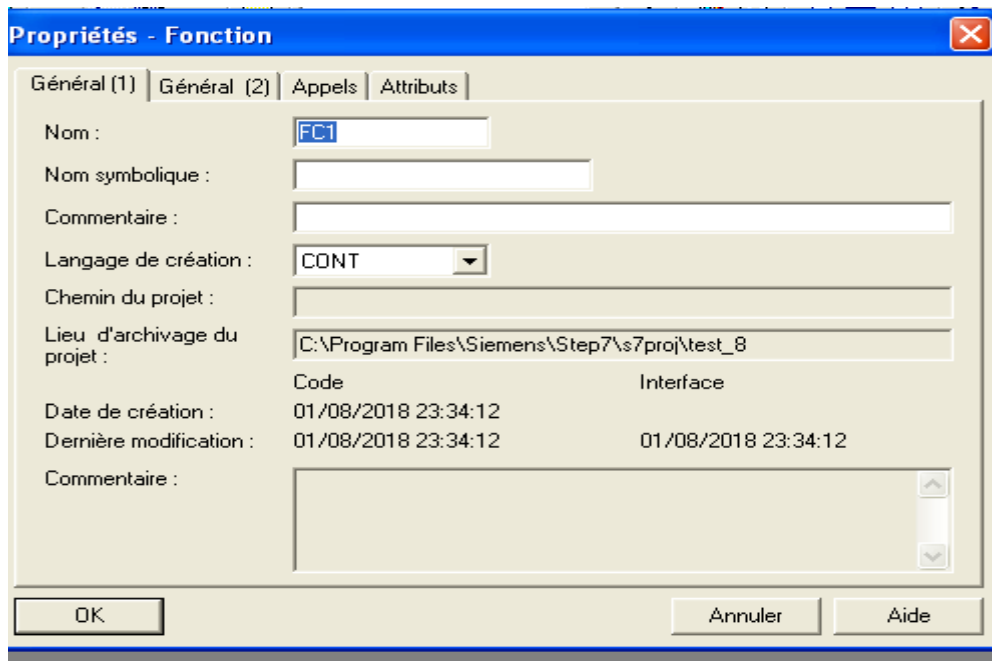 Propriétés - Fonction
Général (1) Général (2) Appels Attributs
Nom : FC1
Nom symbolique :
Commentaire :
Langage de création : CONT
Chemin du projet :
Lieu d'archivage du
projet : C:\Program Files\Siemens\Step7\s7proj\test_8
Code Interface
Date de création : 01/08/2018 23:34:12
Dernière modification : 01/08/2018 23:34:12 01/08/2018 23:34:12
Commentaire :
OK Annuler Aide